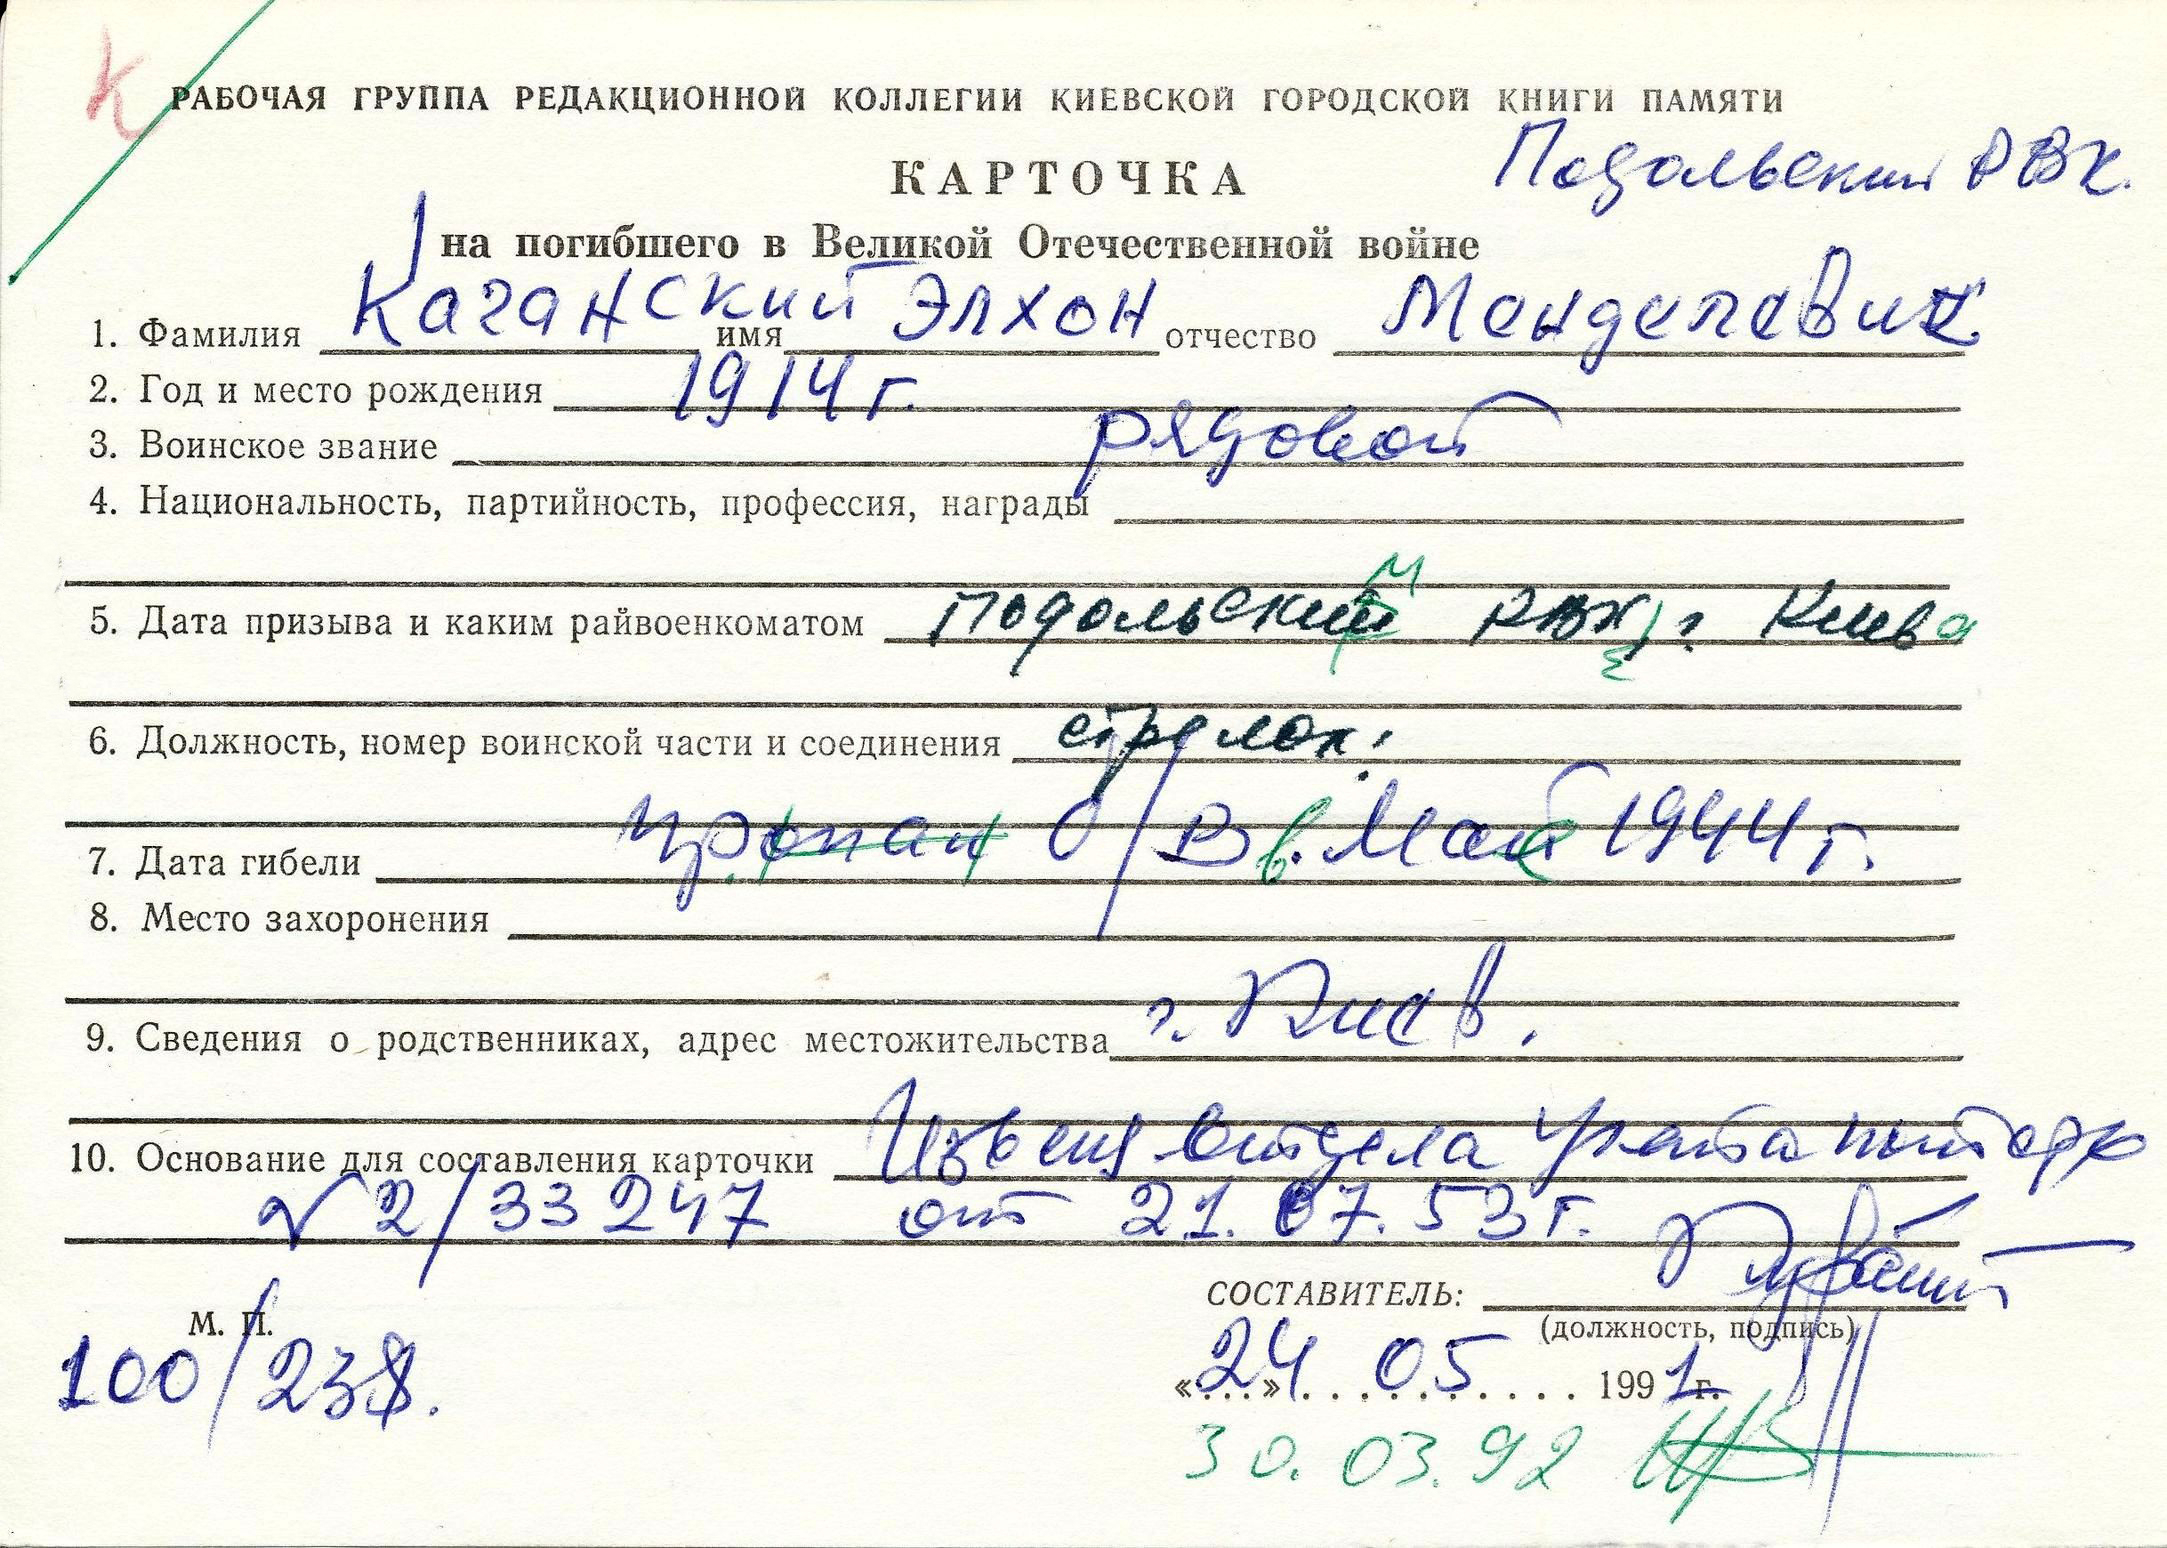 К
РАБОЧАЯ ГРУППА РЕДАКЦИОННОЙ КОЛЛЕГИИ КИЕВСКОЙ ГОРОДСКОЙ КНИГИ ПАМЯТИ
Подольский РВК.
КАРТОЧКА
на погибшего в Великой Отечественной войне
1. Фамилия Каганский имя Элхон отчество Менделевич
2. Год и место рождения 1914 г.
3. Воинское звание рядовой
4. Национальность, партийность, профессия, награды
5. Дата призыва и каким райвоенкоматом Подольским РВК, г. Киева
6. Должность, номер воинской части и соединения стрелок.
7. Дата гибели пропал б/в в Мае 1944 г.
8. Место захоронения
9. Сведения о родственниках, адрес местожительства г. Киев.
10. Основание для составления карточки отдела учета
2/33247 от 21.07.53 г.
СОСТАВИТЕЛЬ:
М. П.
(должность, подпись)
100/238.
«24» 05 1991 г.
30.03.92